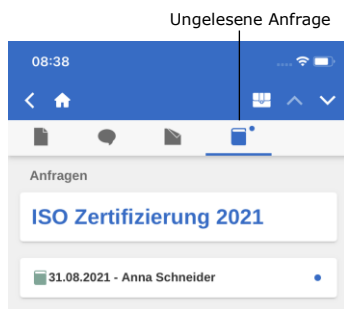 Ungelesene Anfrage
08:38
Anfragen
ISO Zertifizierung 2021
31.08.2021 - Anna Schneider